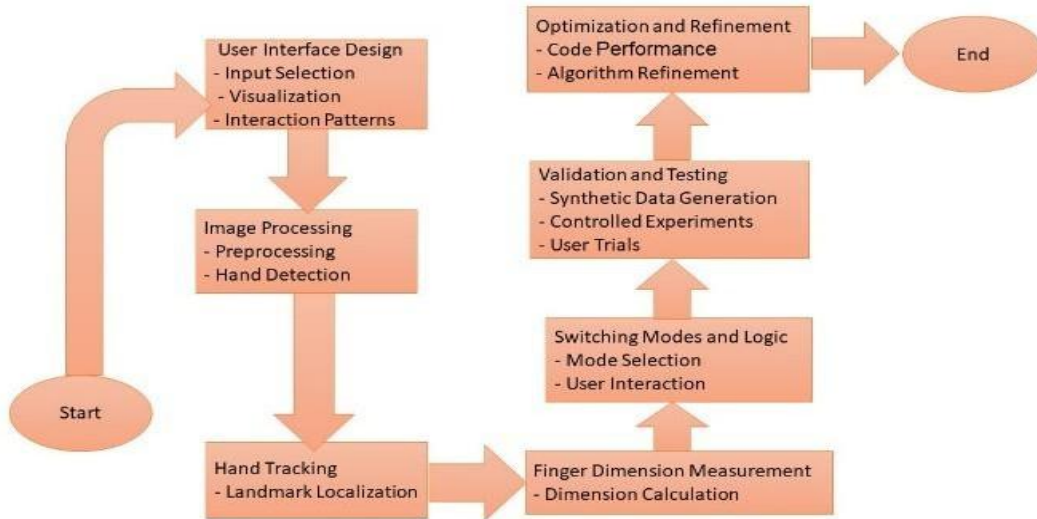 Start
User Interface Design
- Input Selection
- Visualization
- Interaction Patterns
Image Processing
- Preprocessing
- Hand Detection
Hand Tracking
- Landmark Localization
Finger Dimension Measurement
- Dimension Calculation
Switching Modes and Logic
- Mode Selection
- User Interaction
Validation and Testing
- Synthetic Data Generation
- Controlled Experiments
- User Trials
Optimization and Refinement
- Code Performance
- Algorithm Refinement
End